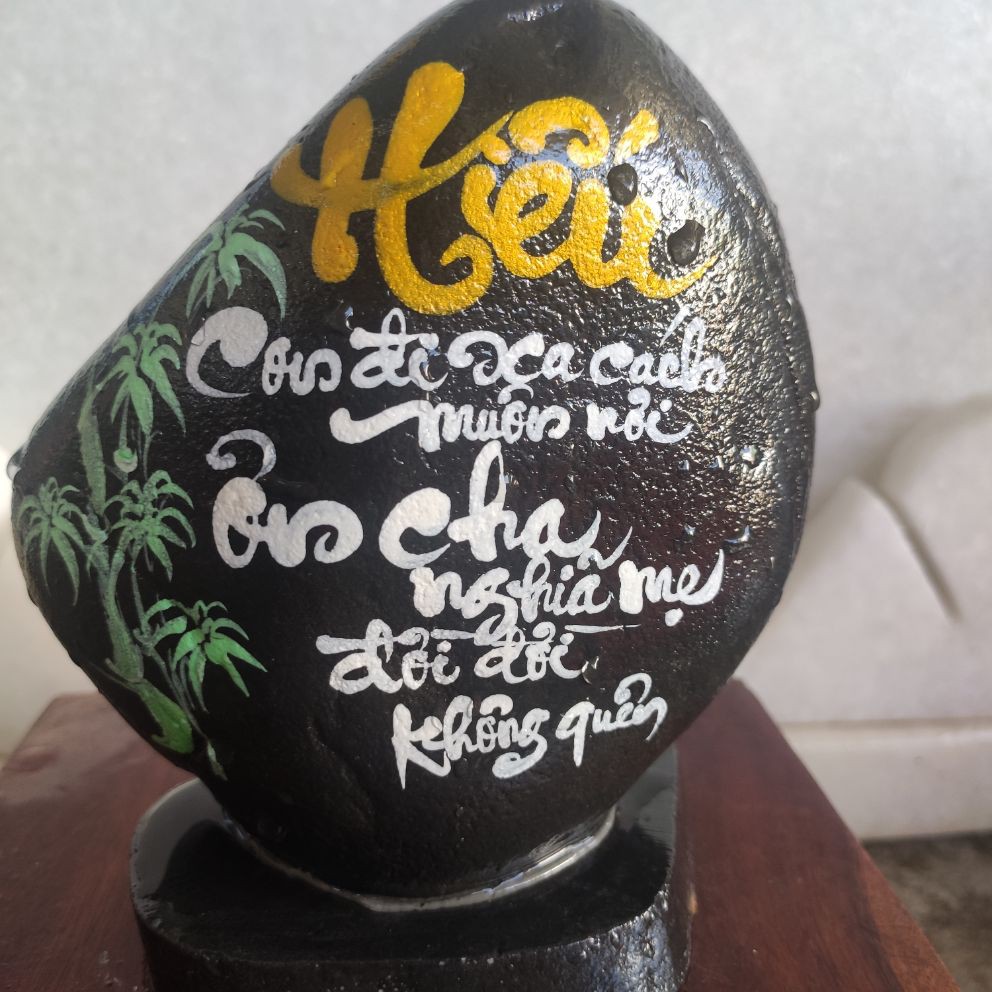 Hiếu
Con đi xa cách
muôn nơi
Ơn cha
nghĩa mẹ
đời đời
không quên